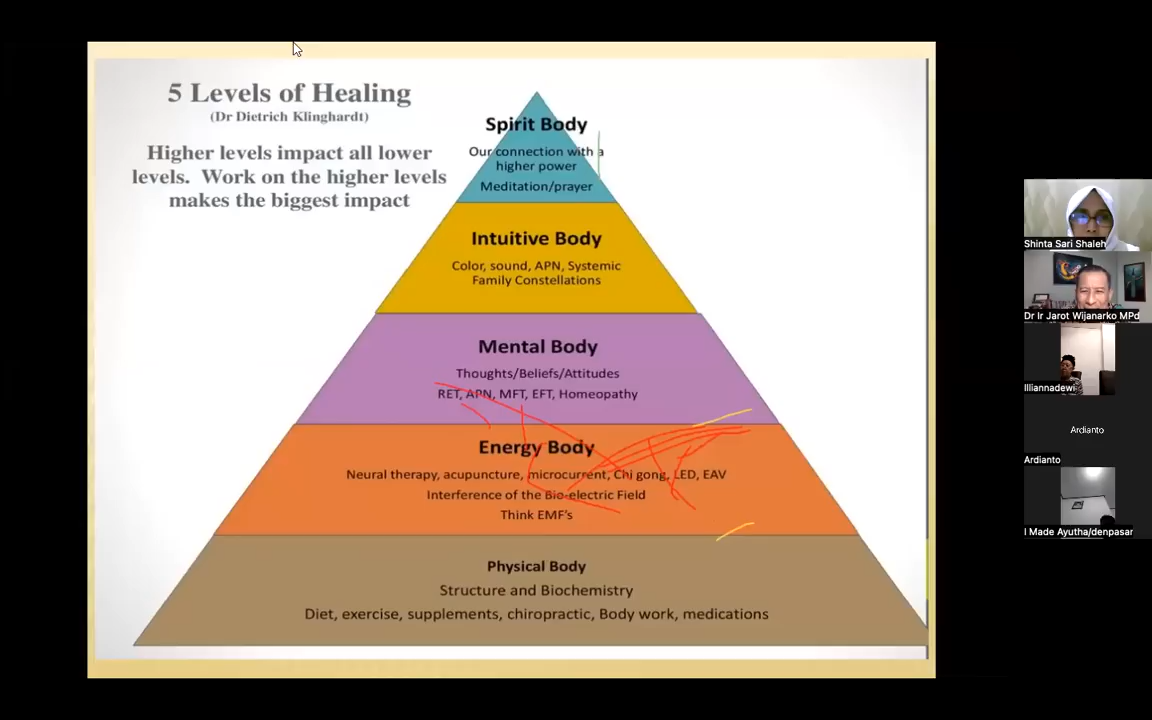 5 Levels of Healing
(Dr Dietrich Klinghardt)
Higher levels impact all lower
levels. Work on the higher levels
makes the biggest impact
Spirit Body
Our connection with a
higher power
Meditation/prayer
Intuitive Body
Color, sound, APN, Systemic
Family Constellations
Mental Body
Thoughts/Beliefs/Attitudes
RET, APN, MFT, EFT, Homeopathy
Energy Body
Neural therapy, acupuncture, microcurrent, Chi gong, LED, EAV
Interference of the Bio-electric Field
Think EMF's
Physical Body
Structure and Biochemistry
Diet, exercise, supplements, chiropractic, Body work, medications
Shinta Sari Shaleh
Dr Ir Jarot Wijanarko MPd
Illiannadewi
Ardianto
Ardianto
I Made Ayutha/denpasar